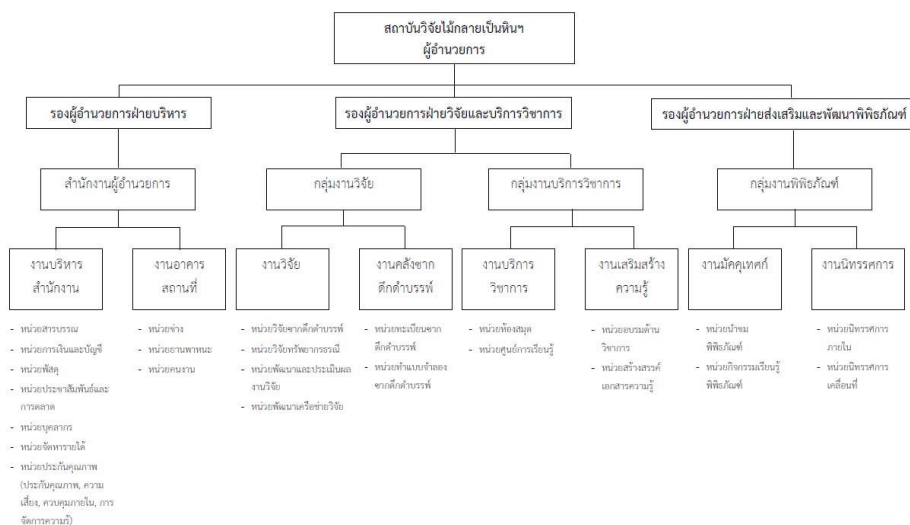 สถาบันวิจัยไม้กลายเป็นหินฯ
ผู้อำนวยการ
รองผู้อำนวยการฝ่ายบริหาร
รองผู้อำนวยการฝ่ายวิจัยและบริการวิชาการ
รองผู้อำนวยการฝ่ายส่งเสริมและพัฒนาพิพิธภัณฑ์
สำนักงานผู้อำนวยการ
กลุ่มงานวิจัย
กลุ่มงานบริการวิชาการ
กลุ่มงานพิพิธภัณฑ์
งานบริหาร
สำนักงาน
- หน่วยสารบรรณ
- หน่วยการเงินและบัญชี
- หน่วยพัสดุ
- หน่วยประชาสัมพันธ์และ
การตลาด
- หน่วยบุคลากร
- หน่วยจัดหารายได้
- หน่วยประกันคุณภาพ
(ประกันคุณภาพ, ความ
เสี่ยง, ควบคุมภายใน, การ
จัดการความรู้)
งานอาคาร
สถานที่
- หน่วยช่าง
- หน่วยยานพาหนะ
- หน่วยคนงาน
งานวิจัย
- หน่วยวิจัยซากดึกดำบรรพ์
- หน่วยวิจัยทรัพยากรธรณี
- หน่วยพัฒนาและประเมินผล
งานวิจัย
- หน่วยพัฒนาเครือข่ายวิจัย
งานคลังซาก
ดึกดำบรรพ์
- หน่วยทะเบียนซาก
ดึกดำบรรพ์
- หน่วยทำแบบจำลอง
ซากดึกดำบรรพ์
งานบริการ
วิชาการ
- หน่วยห้องสมุด
- หน่วยศูนย์การเรียนรู้
งานเสริมสร้าง
ความรู้
- หน่วยอบรมด้าน
วิชาการ
- หน่วยสร้างสรรค์
เอกสารความรู้
งานมัคคุเทศก์
- หน่วยนำชม
พิพิธภัณฑ์
- หน่วยกิจกรรมเรียนรู้
พิพิธภัณฑ์
งานนิทรรศการ
- หน่วยนิทรรศการ
ภายใน
- หน่วยนิทรรศการ
เคลื่อนที่